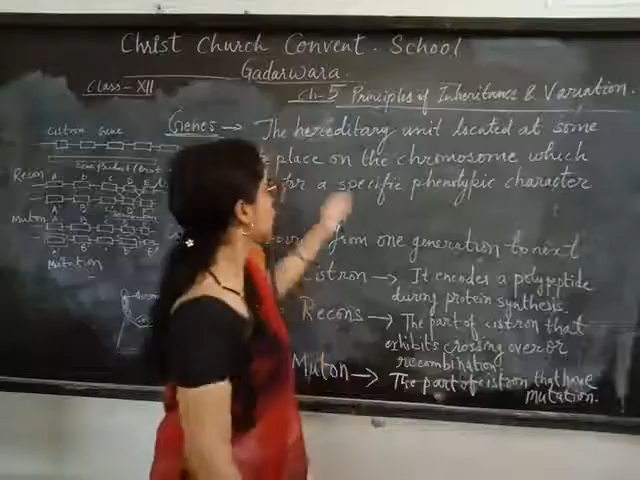 Christ Church Convent. School
Gadarwara.
Class - XII
Ch-5 Principles of Inheritance & Variation.
Genes → The hereditary unit located at some
place on the chromosome which
for a specific phenotypic character
from one generation to next
istron → It encodes a polypeptide
during protein synthesis.
Recons → The part of cistron that
exhibits crossing over or
recombination.
Muton → The part of cistron that have
mutation.
cistron Gene
Recon
A B C D E
Muton
A B C D E
Mutation